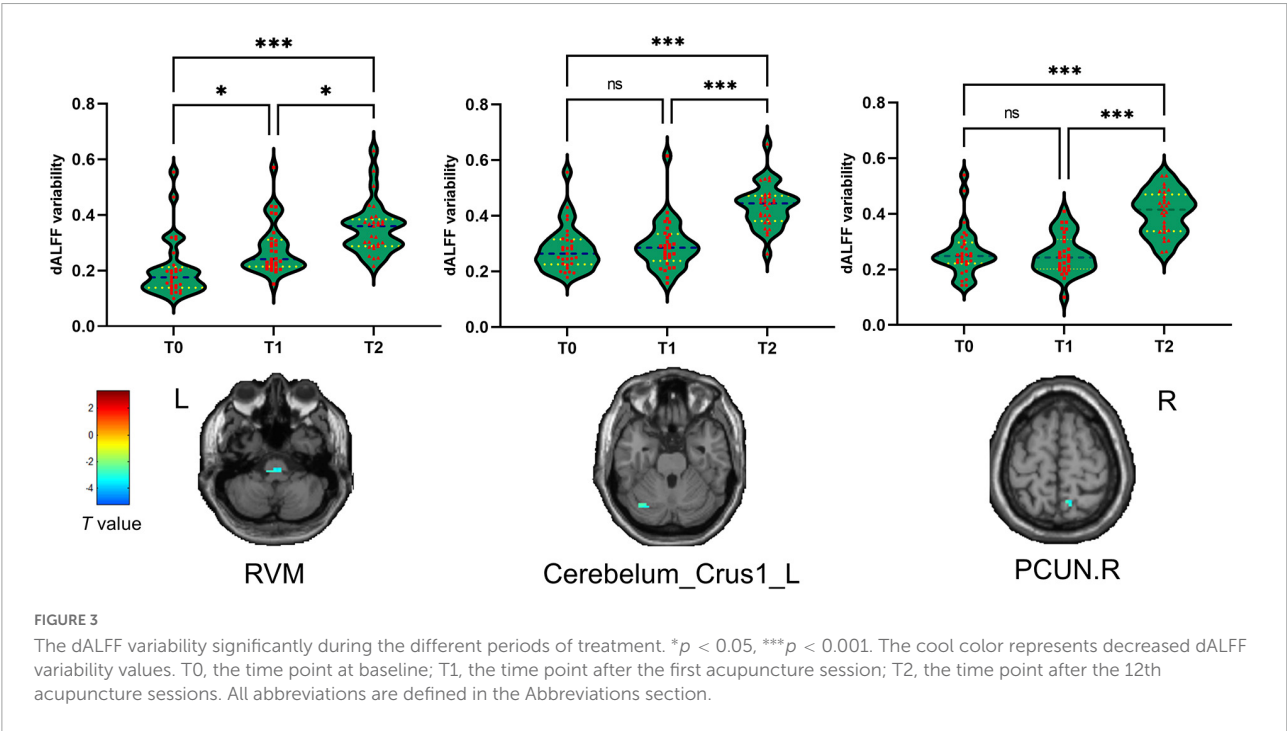 ***
* *
0.8
0.6
0.4
0.2
0.0
dALFF variability
T0 T1 T2
***
ns ***
0.8
0.6
0.4
0.2
0.0
dALFF variability
T0 T1 T2
***
ns ***
0.8
0.6
0.4
0.2
0.0
dALFF variability
T0 T1 T2
2
0
-2
-4
T value
L
R
RVM
Cerebelum_Crus1_L
PCUN.R
FIGURE 3
The dALFF variability significantly during the different periods of treatment. *p < 0.05, ***p < 0.001. The cool color represents decreased dALFF
variability values. T0, the time point at baseline; T1, the time point after the first acupuncture session; T2, the time point after the 12th
acupuncture sessions. All abbreviations are defined in the Abbreviations section.